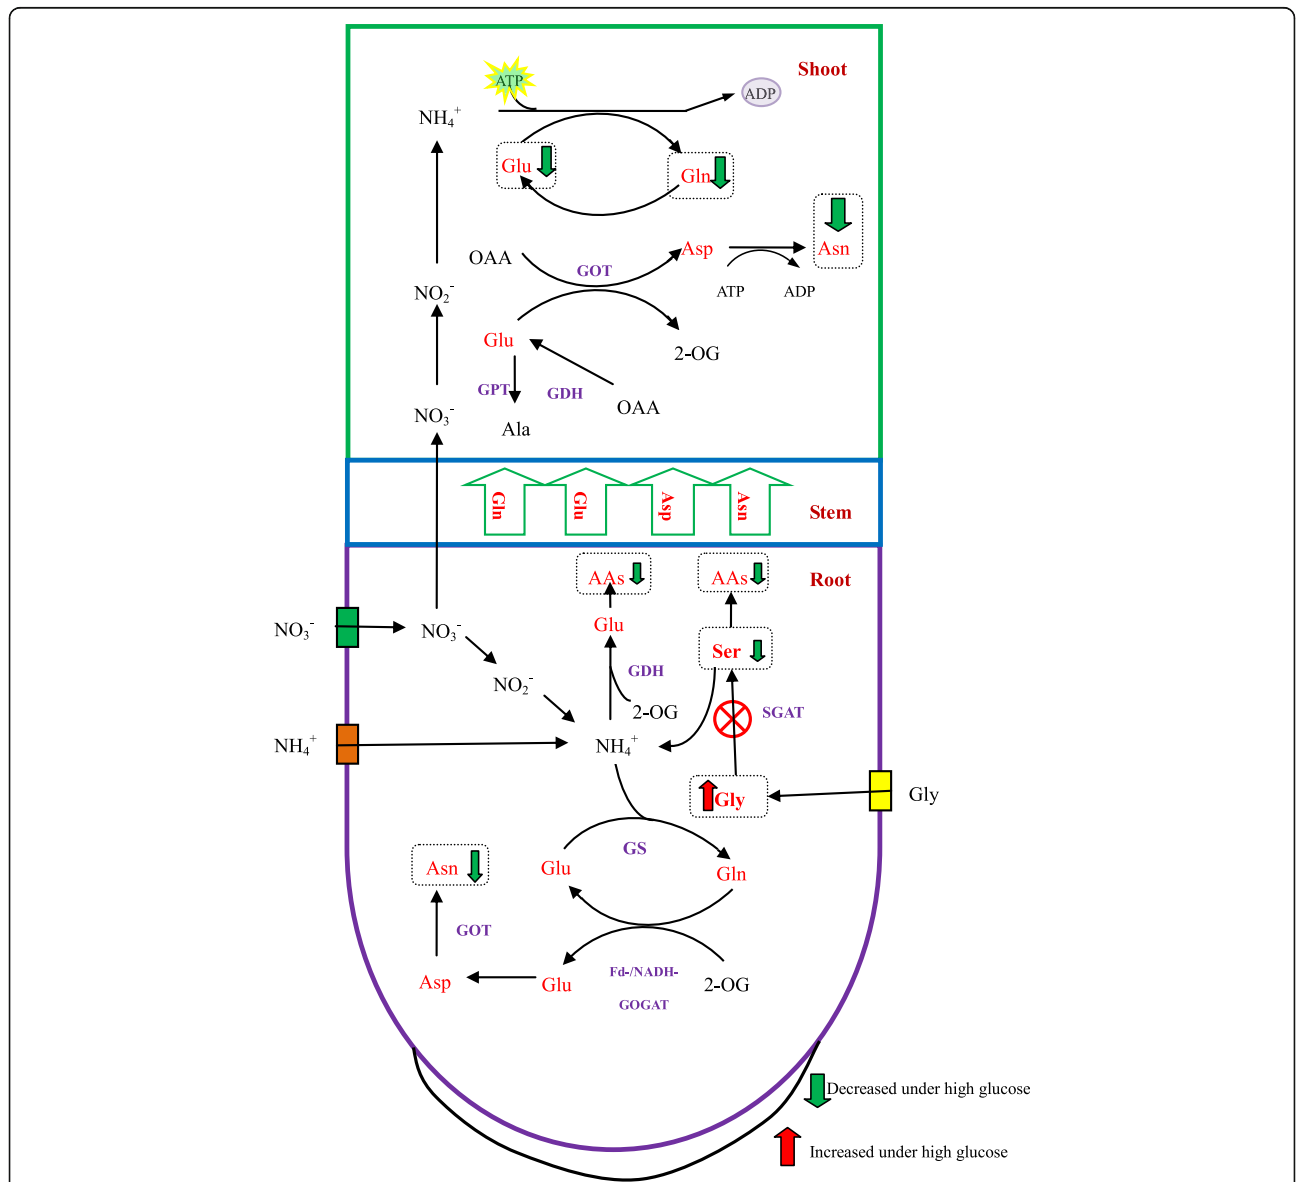 Shoot
ATP
ADP
NH₄⁺
Glu
Gln
OAA
GOT
Asp
Asn
NO₂⁻
ATP
ADP
Glu
2-OG
GPT
GDH
OAA
NO₃⁻
Ala
Gln
Glu
Asp
Asn
Stem
AAs
AAs
Root
NO₃⁻
NO₃⁻
Glu
Ser
GDH
NO₂⁻
2-OG
SGAT
NH₄⁺
NH₄⁺
Gly
Gly
GS
Asn
Glu
Gln
GOT
Fd-/NADH-
GOGAT
Asp
Glu
2-OG
Decreased under high glucose
Increased under high glucose